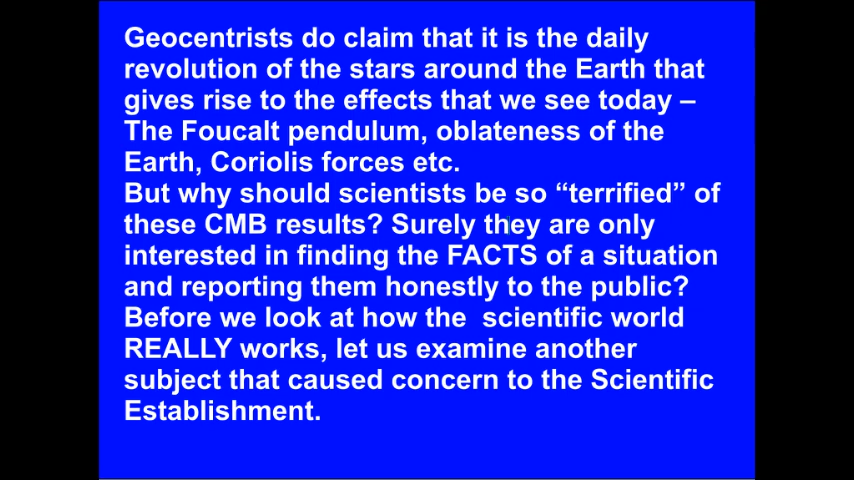 Geocentrists do claim that it is the daily
revolution of the stars around the Earth that
gives rise to the effects that we see today –
The Foucalt pendulum, oblateness of the
Earth, Coriolis forces etc.
But why should scientists be so “terrified” of
these CMB results? Surely they are only
interested in finding the FACTS of a situation
and reporting them honestly to the public?
Before we look at how the  scientific world
REALLY works, let us examine another
subject that caused concern to the Scientific
Establishment.